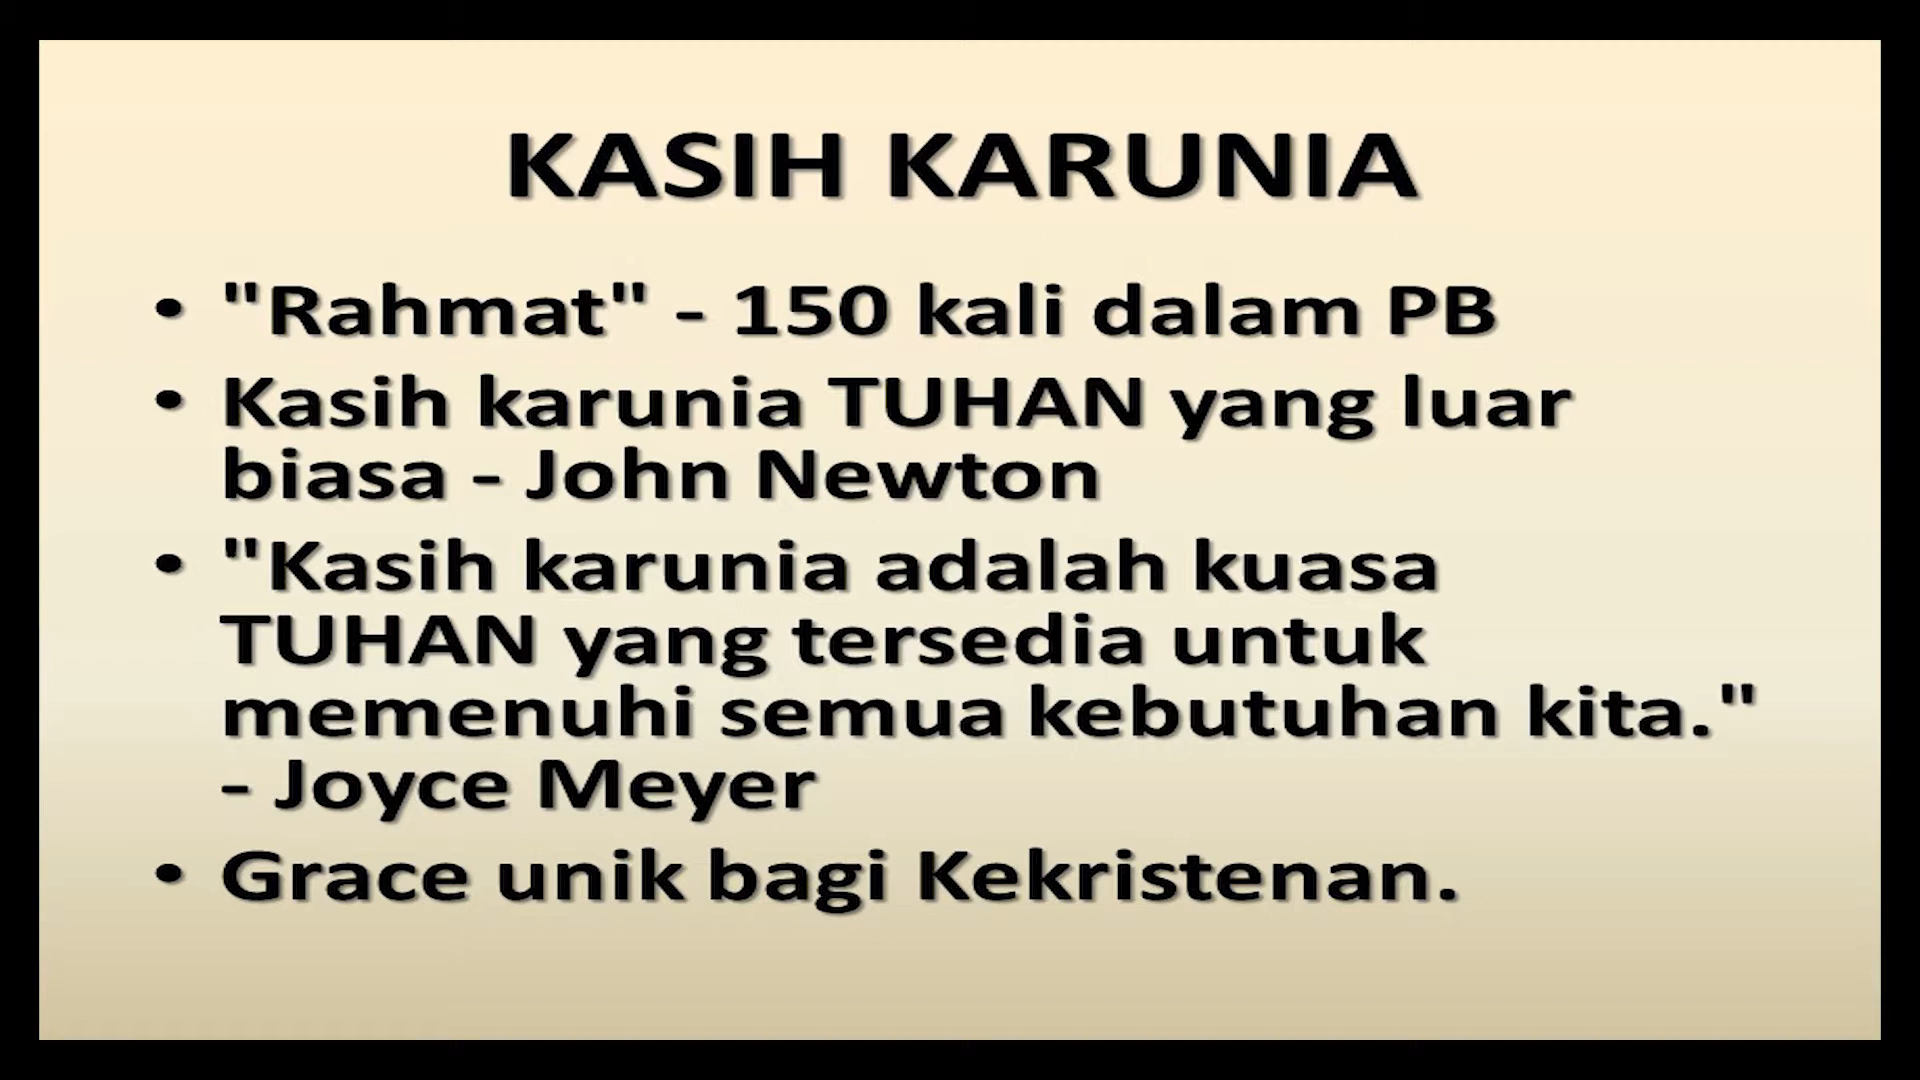 KASIH KARUNIA
• "Rahmat" - 150 kali dalam PB
• Kasih karunia TUHAN yang luar
biasa - John Newton
• "Kasih karunia adalah kuasa
TUHAN yang tersedia untuk
memenuhi semua kebutuhan kita."
- Joyce Meyer
• Grace unik bagi Kekristenan.